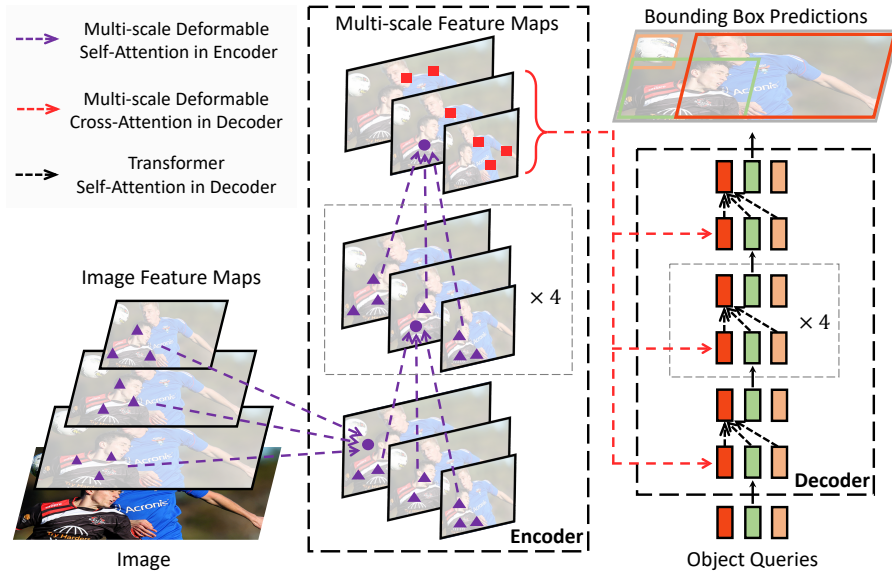 Multi-scale Deformable
Self-Attention in Encoder
Multi-scale Deformable
Cross-Attention in Decoder
Transformer
Self-Attention in Decoder
Multi-scale Feature Maps
Bounding Box Predictions
× 4
× 4
Image Feature Maps
Acronis
Encoder
Decoder
Image
Object Queries